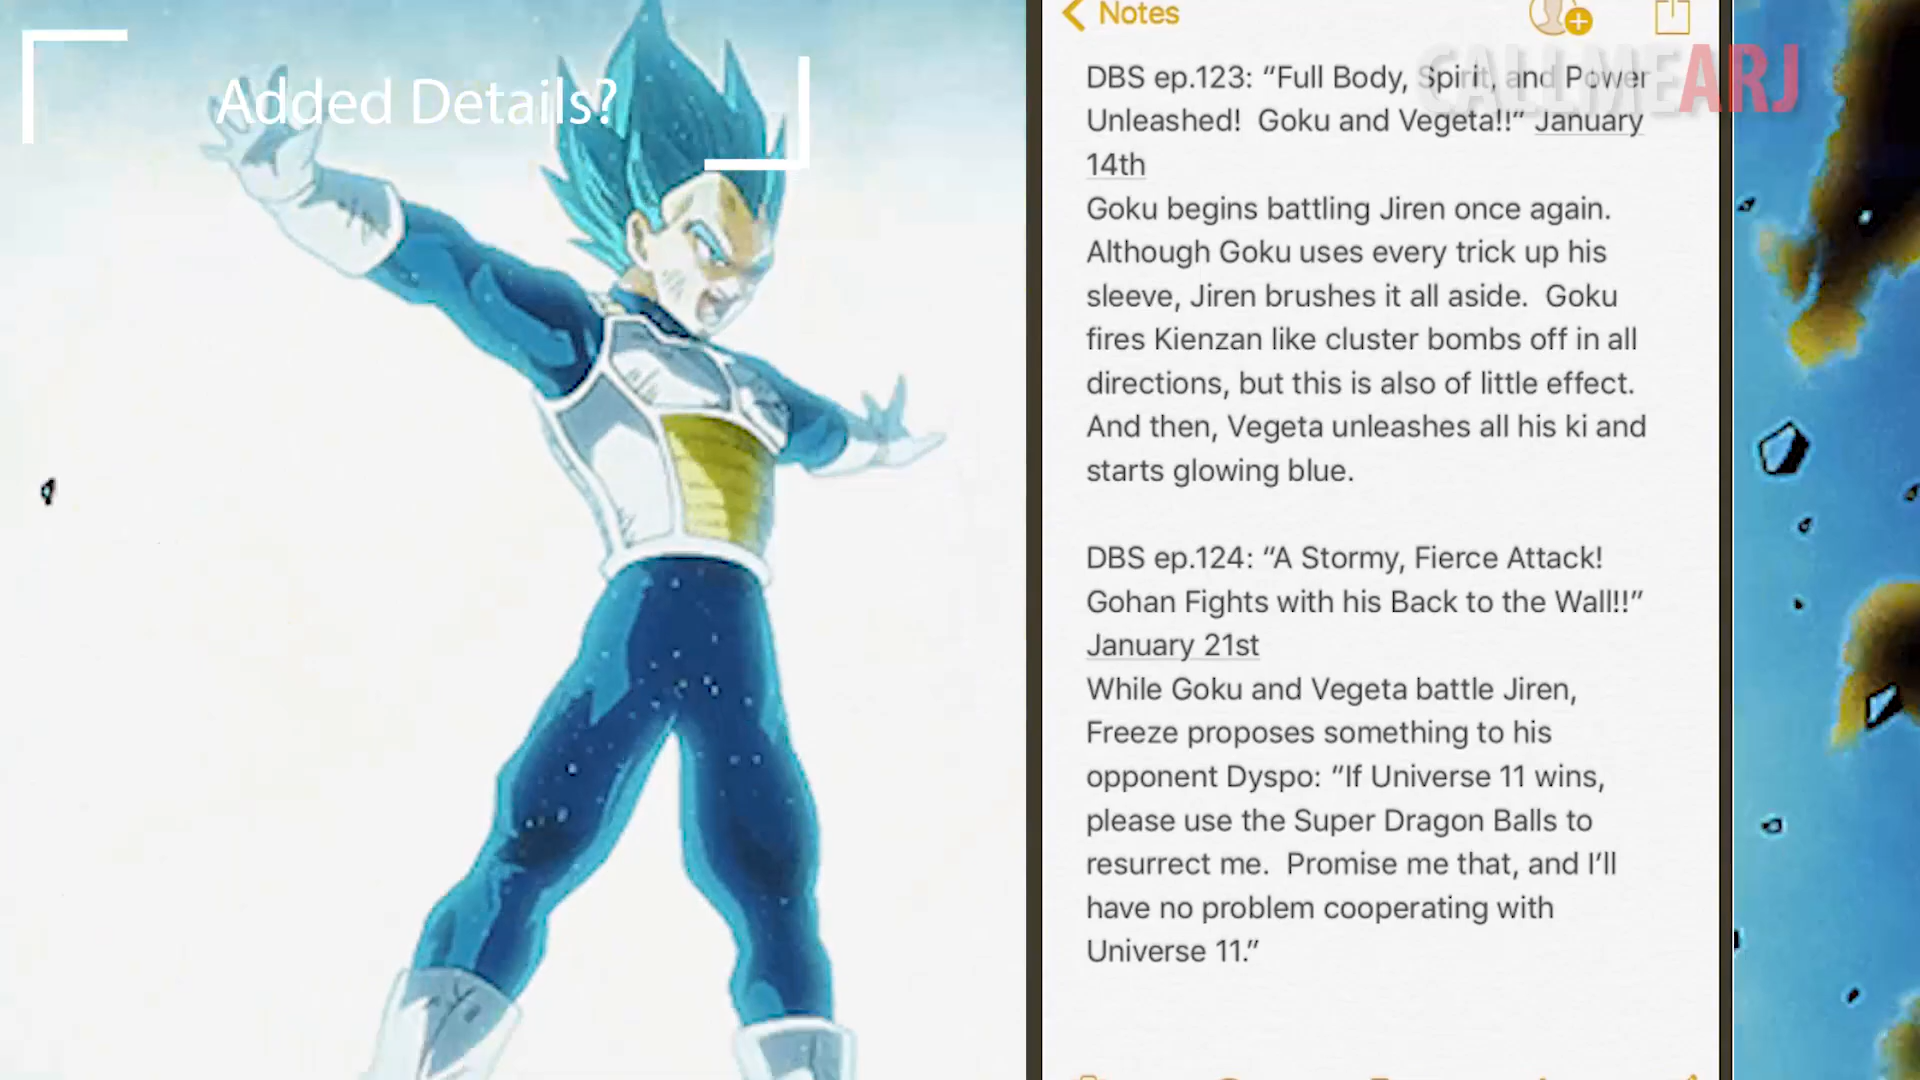 Added Details?
Notes
CALLMEARJ
DBS ep.123: “Full Body, Spirit, and Power
Unleashed!  Goku and Vegeta!!” January
14th
Goku begins battling Jiren once again.
Although Goku uses every trick up his
sleeve, Jiren brushes it all aside.  Goku
fires Kienzan like cluster bombs off in all
directions, but this is also of little effect.
And then, Vegeta unleashes all his ki and
starts glowing blue.
DBS ep.124: “A Stormy, Fierce Attack!
Gohan Fights with his Back to the Wall!!”
January 21st
While Goku and Vegeta battle Jiren,
Freeze proposes something to his
opponent Dyspo: “If Universe 11 wins,
please use the Super Dragon Balls to
resurrect me.  Promise me that, and I’ll
have no problem cooperating with
Universe 11.”